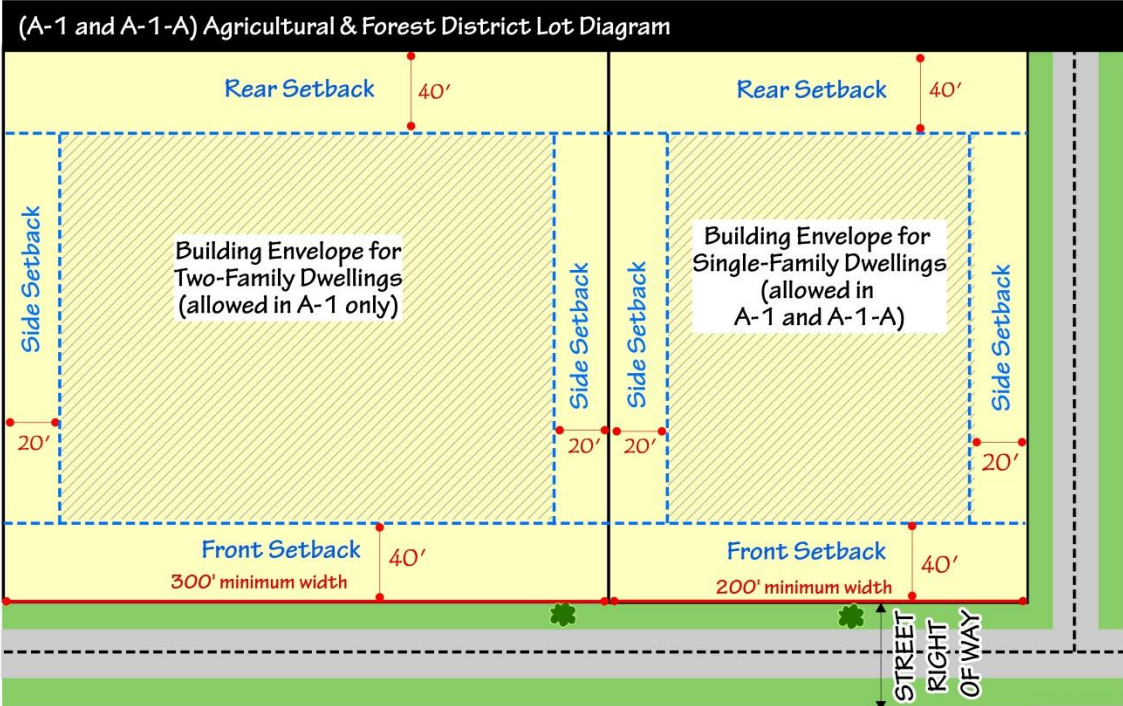 (A-1 and A-1-A) Agricultural & Forest District Lot Diagram
Rear Setback
40'
Rear Setback
40'
Side Setback
Building Envelope for
Two-Family Dwellings
(allowed in A-1 only)
Side Setback
Side Setback
Building Envelope for
Single-Family Dwellings
(allowed in
A-1 and A-1-A)
Side Setback
20'
20'
20'
20'
Front Setback
40'
300' minimum width
Front Setback
40'
200' minimum width
STREET
RIGHT
OF WAY